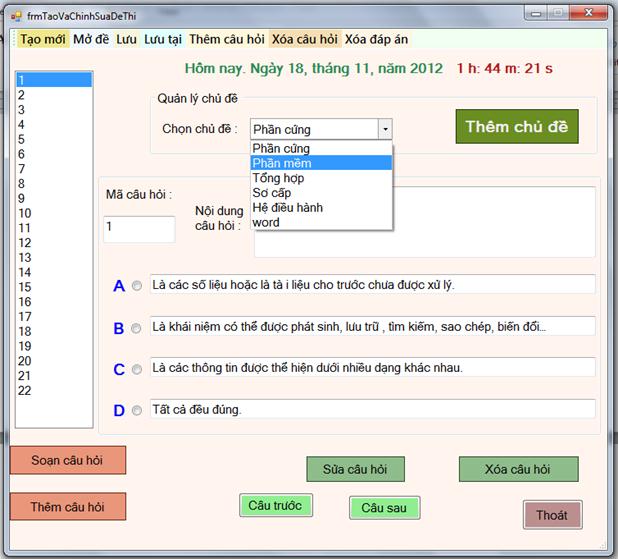 frmTaoVaChinhSuaDeThi
Tạo mới Mở đề Lưu Lưu tại Thêm câu hỏi Xóa câu hỏi Xóa đáp án
Hôm nay. Ngày 18, tháng 11, năm 2012 1 h: 44 m: 21 s
Quản lý chủ đề
Chọn chủ đề : Phần cứng
Thêm chủ đề
Phần cứng
Phần mềm
Tổng hợp
Sơ cấp
Hệ điều hành
word
1
2
3
4
5
6
7
8
9
10
11
12
13
14
15
16
17
18
19
20
21
22
Mã câu hỏi :
1
Nội dung
câu hỏi :
A Là các số liệu hoặc là tà i liệu cho trước chưa được xử lý.
B Là khái niệm có thể được phát sinh, lưu trữ , tìm kiếm, sao chép, biến đổi...
C Là các thông tin được thể hiện dưới nhiều dạng khác nhau.
D Tất cả đều đúng.
Soạn câu hỏi
Sửa câu hỏi
Xóa câu hỏi
Thêm câu hỏi
Câu trước
Câu sau
Thoát